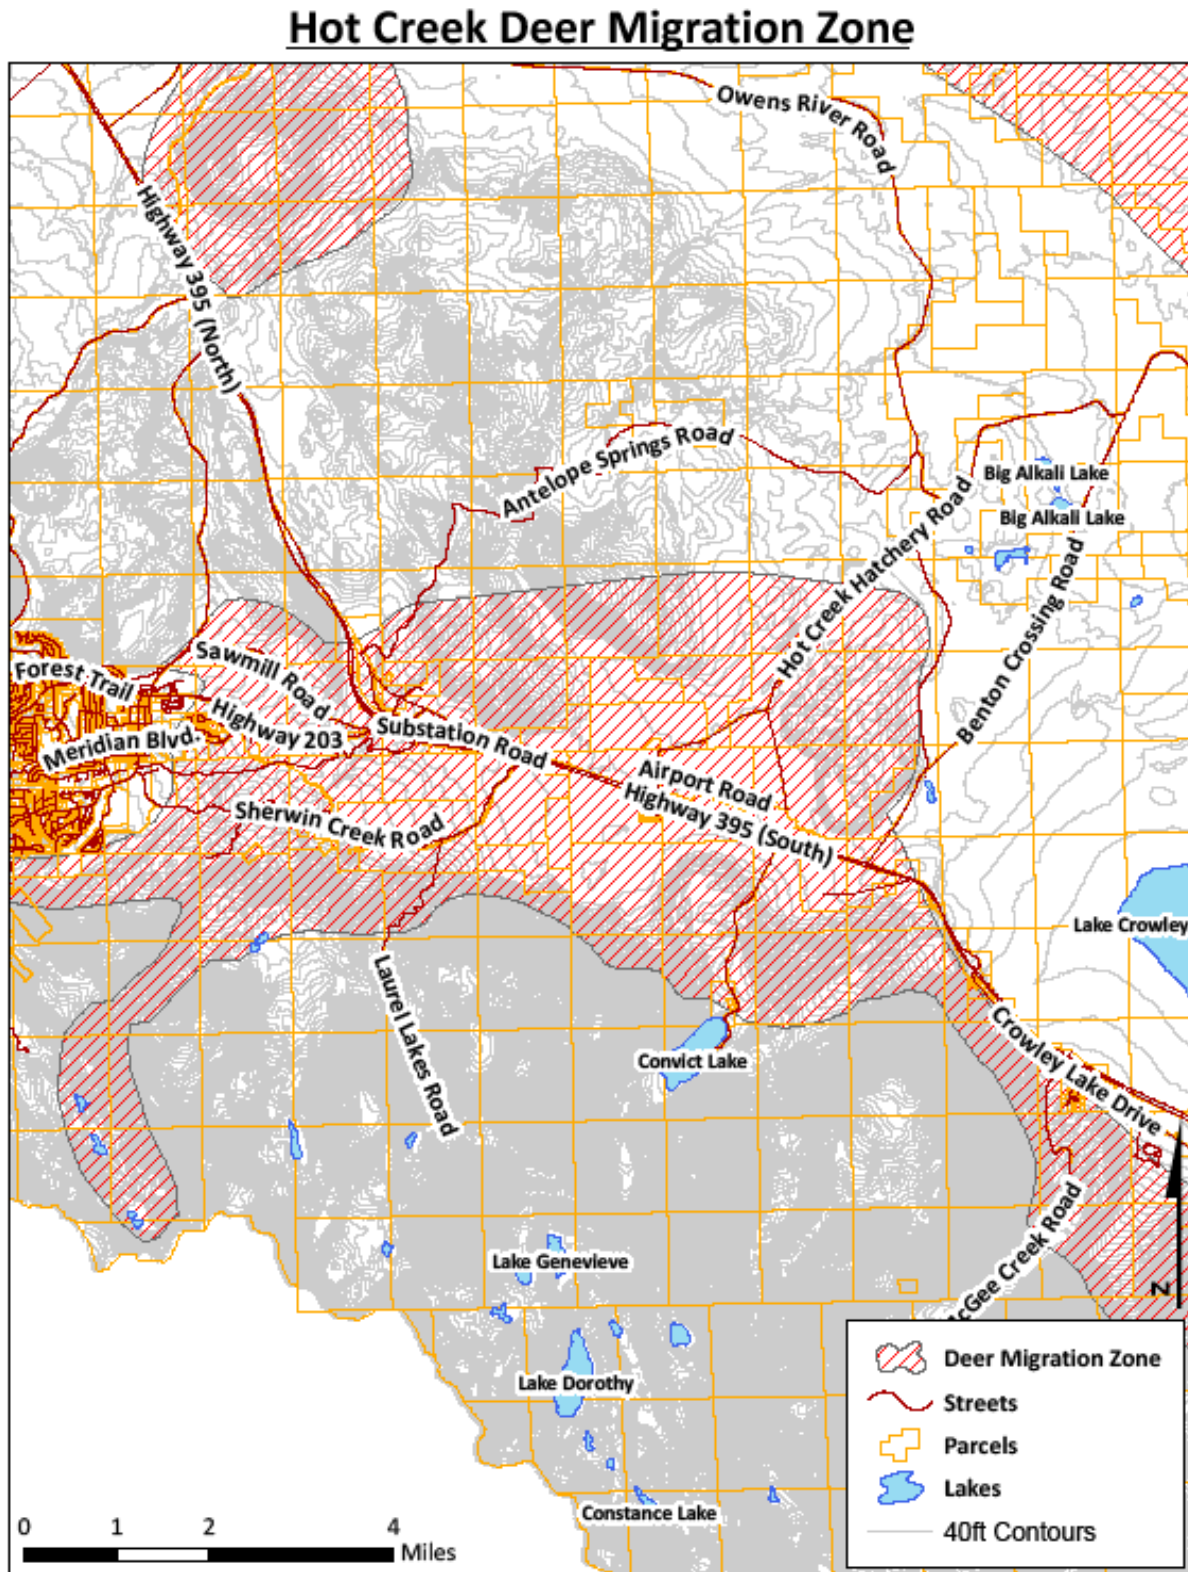 Hot Creek Deer Migration Zone
Owens River Road
Highway 395 (North)
Antelope Springs Road
Big Alkali Lake
Big Alkali Lake
Hot Creek Hatchery Road
Benton Crossing Road
Sawmill Road
Forest Trail
Highway 203
Meridian Blvd.
Substation Road
Airport Road
Highway 395 (South)
Sherwin Creek Road
Lake Crowley
Laurel Lakes Road
Convict Lake
Crowley Lake Drive
McGee Creek Road
N
Lake Genevieve
Lake Dorothy
Constance Lake
Deer Migration Zone
Streets
Parcels
Lakes
40ft Contours
0 1 2 4
Miles